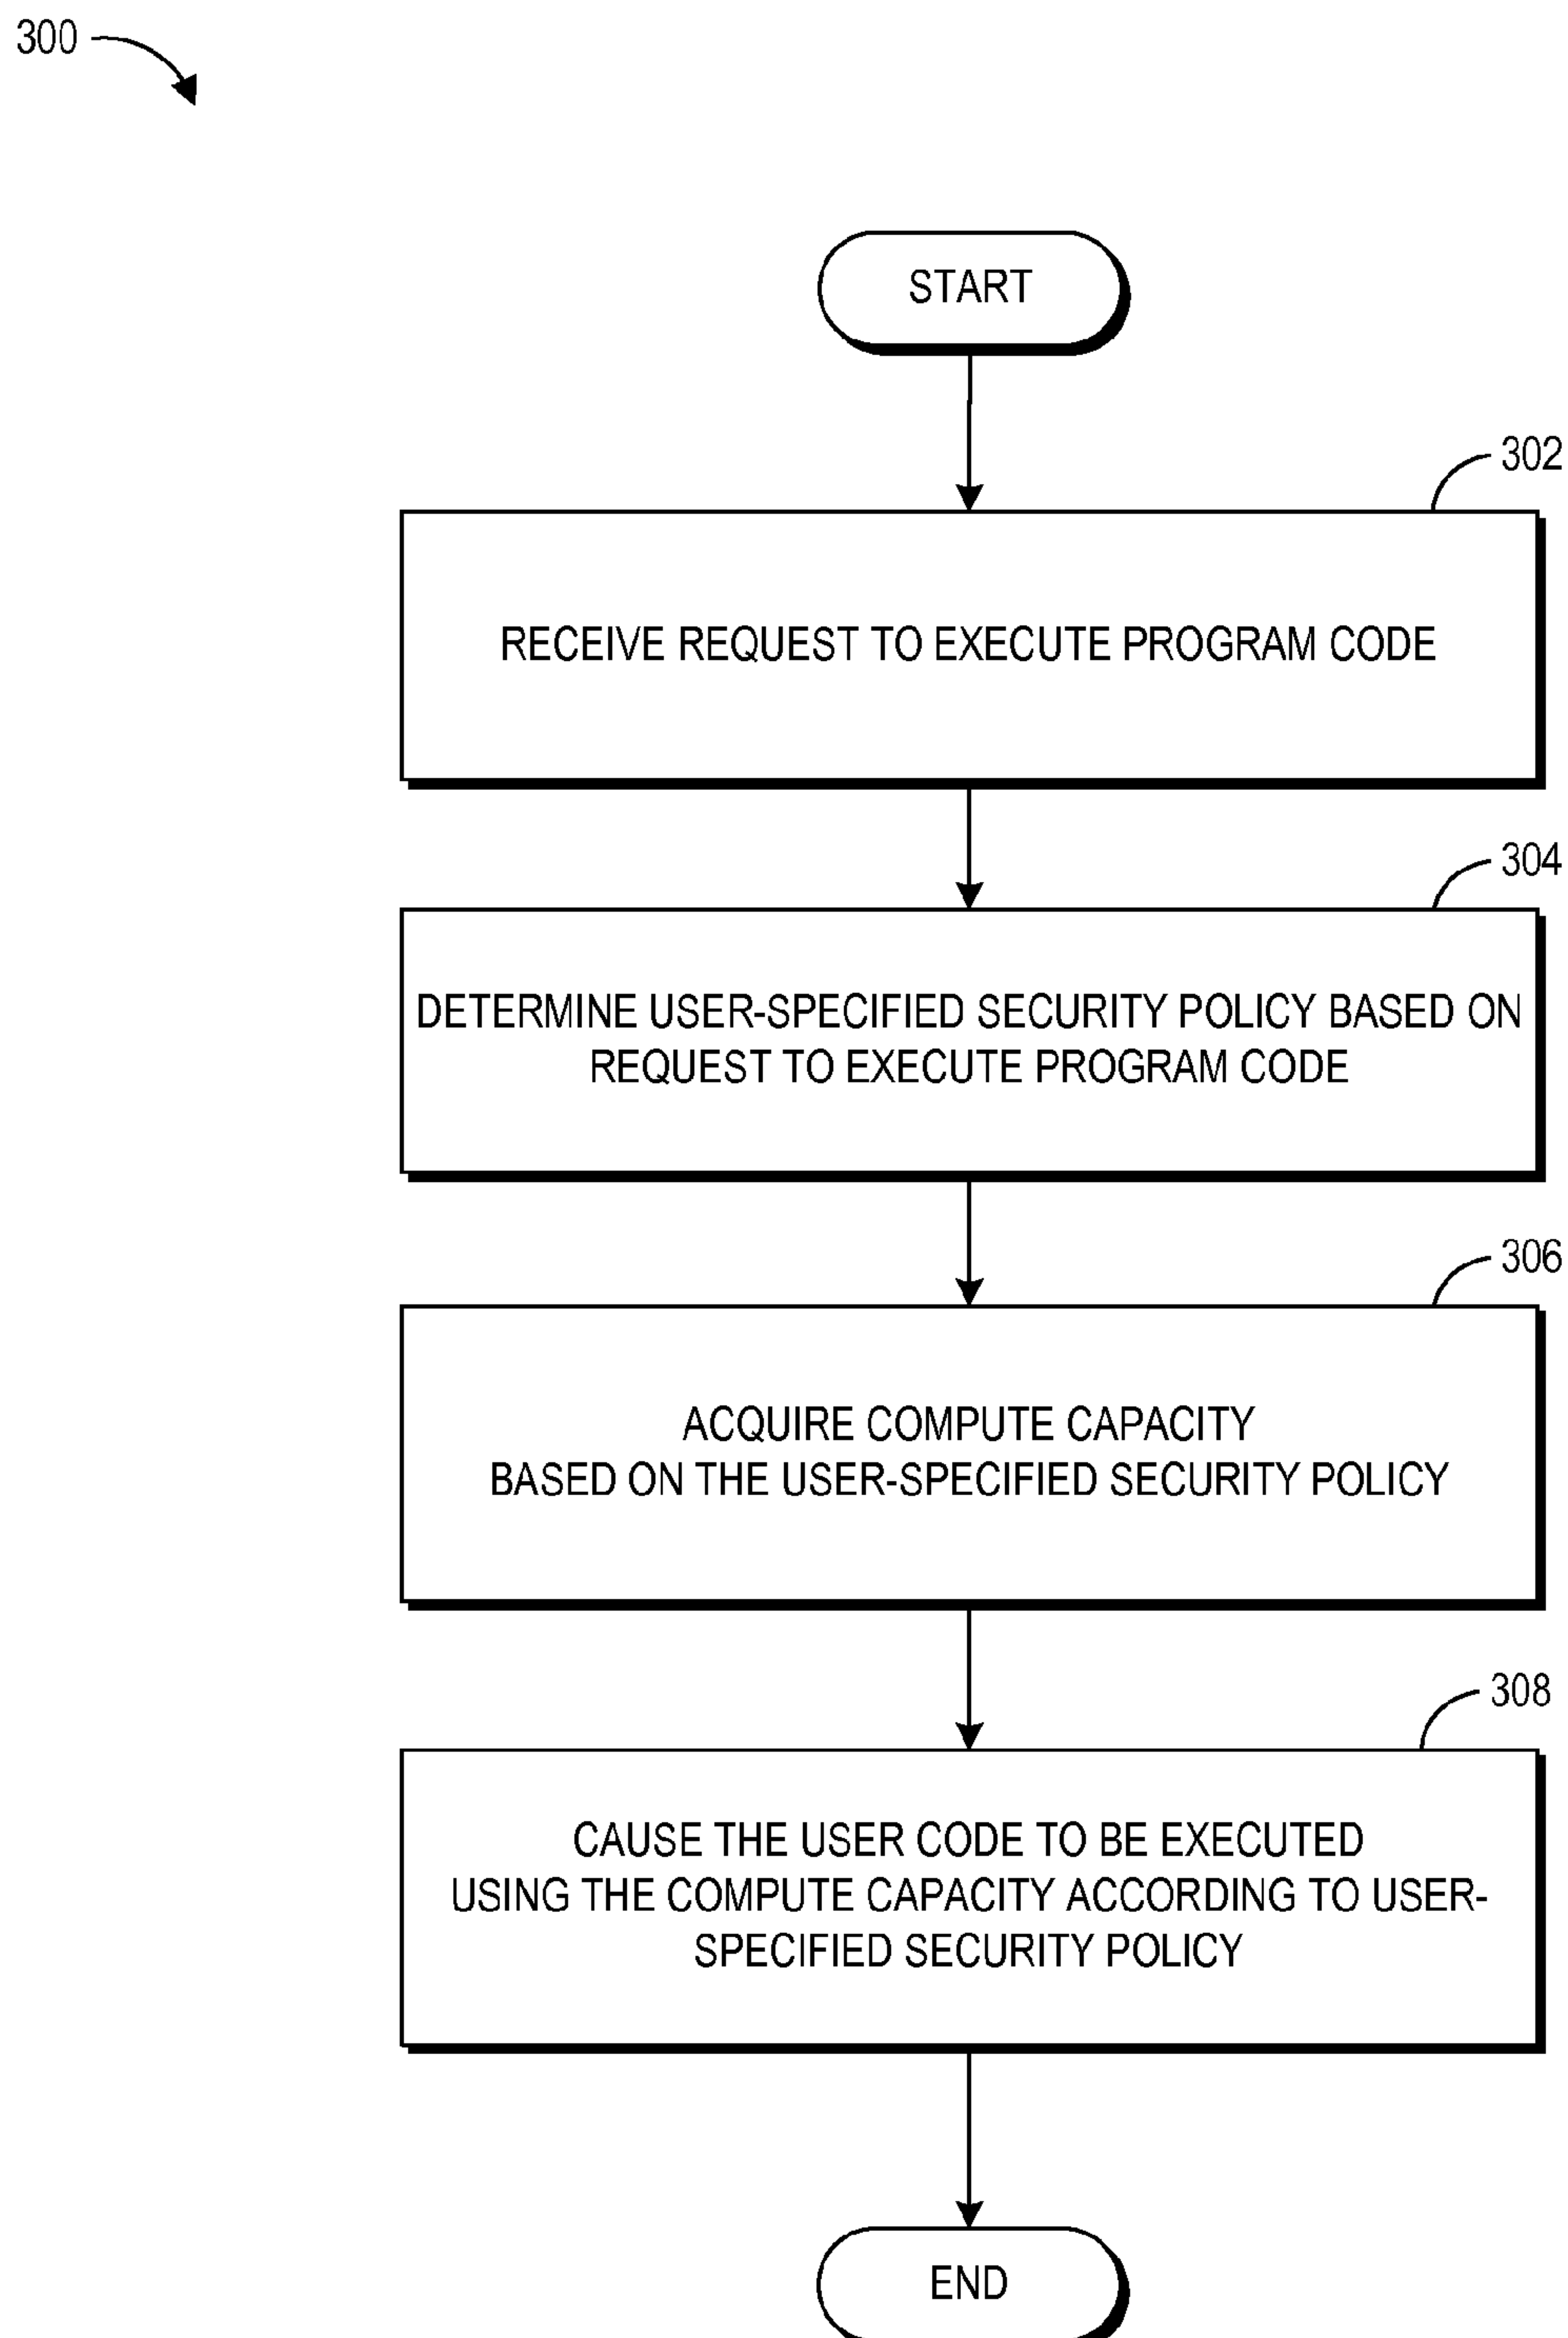 300
START
302
RECEIVE REQUEST TO EXECUTE PROGRAM CODE
304
DETERMINE USER-SPECIFIED SECURITY POLICY BASED ON
REQUEST TO EXECUTE PROGRAM CODE
306
ACQUIRE COMPUTE CAPACITY
BASED ON THE USER-SPECIFIED SECURITY POLICY
308
CAUSE THE USER CODE TO BE EXECUTED
USING THE COMPUTE CAPACITY ACCORDING TO USER-
SPECIFIED SECURITY POLICY
END